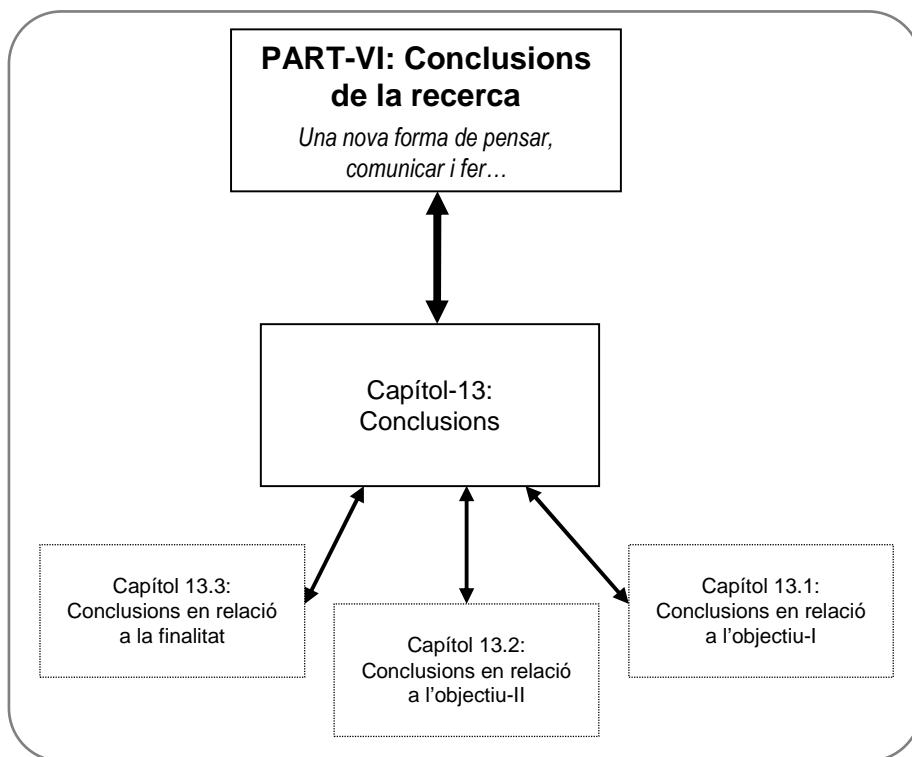 PART-VI: Conclusions
de la recerca
Una nova forma de pensar,
comunicar i fer…
Capítol-13:
Conclusions
Capítol 13.3:
Conclusions en relació
a la finalitat
Capítol 13.2:
Conclusions en relació
a l’objectiu-II
Capítol 13.1:
Conclusions en relació
a l’objectiu-I